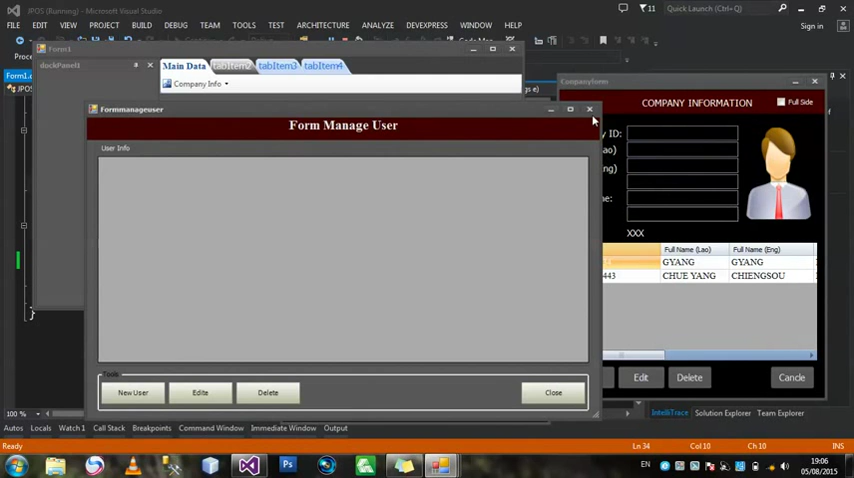 JPOS (Running) - Microsoft Visual Studio
11
Quick Launch (Ctrl+Q)
FILE EDIT VIEW PROJECT BUILD DEBUG TEAM TOOLS TEST ARCHITECTURE ANALYZE DEVEXPRESS WINDOW HELP
Sign in
Form1
dockPanel1
Main Data tabItem2 tabItem3 tabItem4
Company Info
Companyform
COMPANY INFORMATION
Full Side
ID:
XXX
Full Name (Lao) Full Name (Eng)
GYANG GYANG
443 CHUE YANG CHIENGSOU
Edit Delete Cancle
Formmanageuser
Form Manage User
User Info
Tools
New User Edite Delete Close
100 %
IntelliTrace Solution Explorer Team Explorer
Autos Locals Watch 1 Call Stack Breakpoints Command Window Immediate Window Output
Ready Ln 34 Col 10 Ch 10 INS
EN
19:06
05/08/2015